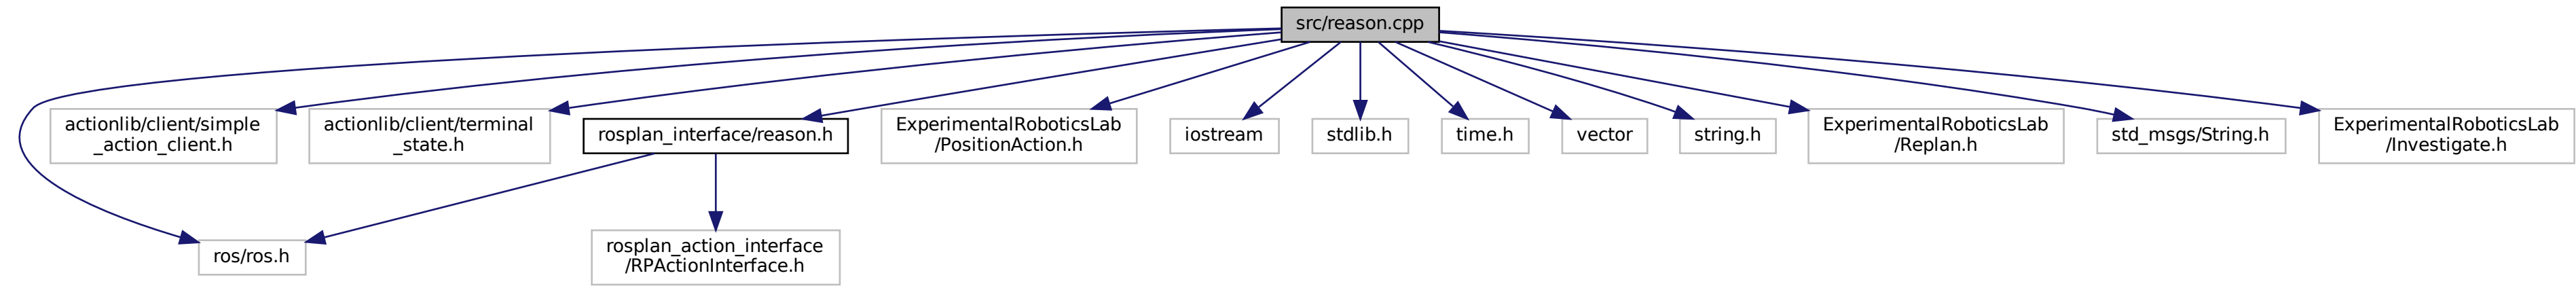 src/reason.cpp
actionlib/client/simple
_action_client.h
actionlib/client/terminal
_state.h
rosplan_interface/reason.h
ExperimentalRoboticsLab
/PositionAction.h
iostream
stdlib.h
time.h
vector
string.h
ExperimentalRoboticsLab
/Replan.h
std_msgs/String.h
ExperimentalRoboticsLab
/Investigate.h
ros/ros.h
rosplan_action_interface
/RPActionInterface.h